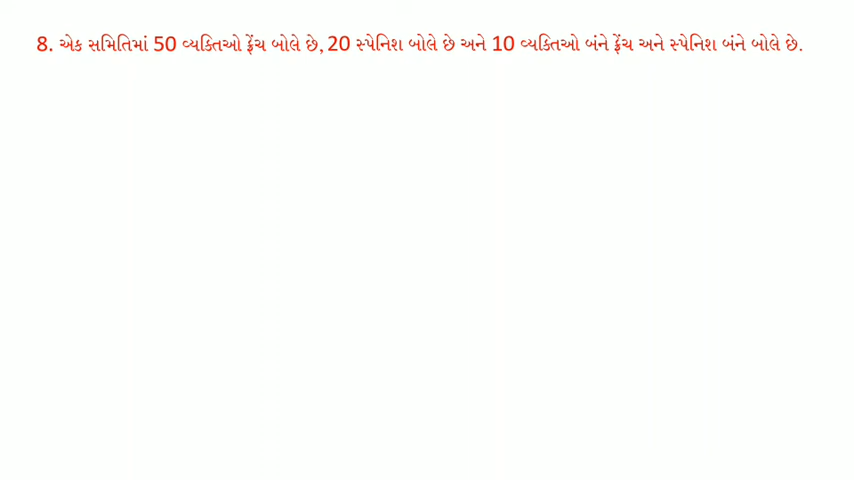 8. એક સમિતિમાં 50 વ્યક્તિઓ ફ્રેંચ બોલે છે, 20 સ્પેનિશ બોલે છે અને 10 વ્યક્તિઓ બંને ફ્રેંચ અને સ્પેનિશ બંને બોલે છે.